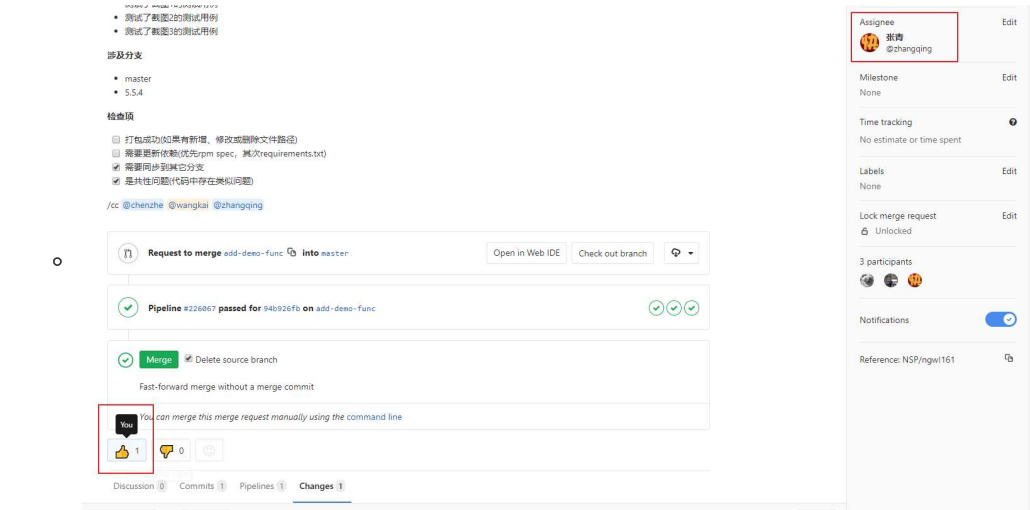 测试了截图2的测试用例
测试了截图3的测试用例
涉及分支
master
5.5.4
检查项
打包成功(如果有新增、修改或删除文件路径)
需要更新依赖(优先rpm spec，其次requirements.txt)
需要同步到其它分支
是共性问题(代码中存在类似问题)
/cc @chenzhe @wangkai @zhangqing
Request to merge add-demo-func into master
Open in Web IDE
Check out branch
Pipeline #226067 passed for 94b926fb on add-demo-func
Merge
Delete source branch
Fast-forward merge without a merge commit
You can merge this merge request manually using the command line
You
1
0
Discussion 0
Commits 1
Pipelines 1
Changes 1
Assignee
Edit
张青
@zhangqing
Milestone
Edit
None
Time tracking
No estimate or time spent
Labels
Edit
None
Lock merge request
Edit
Unlocked
3 participants
Notifications
Reference: NSP/ngw!161